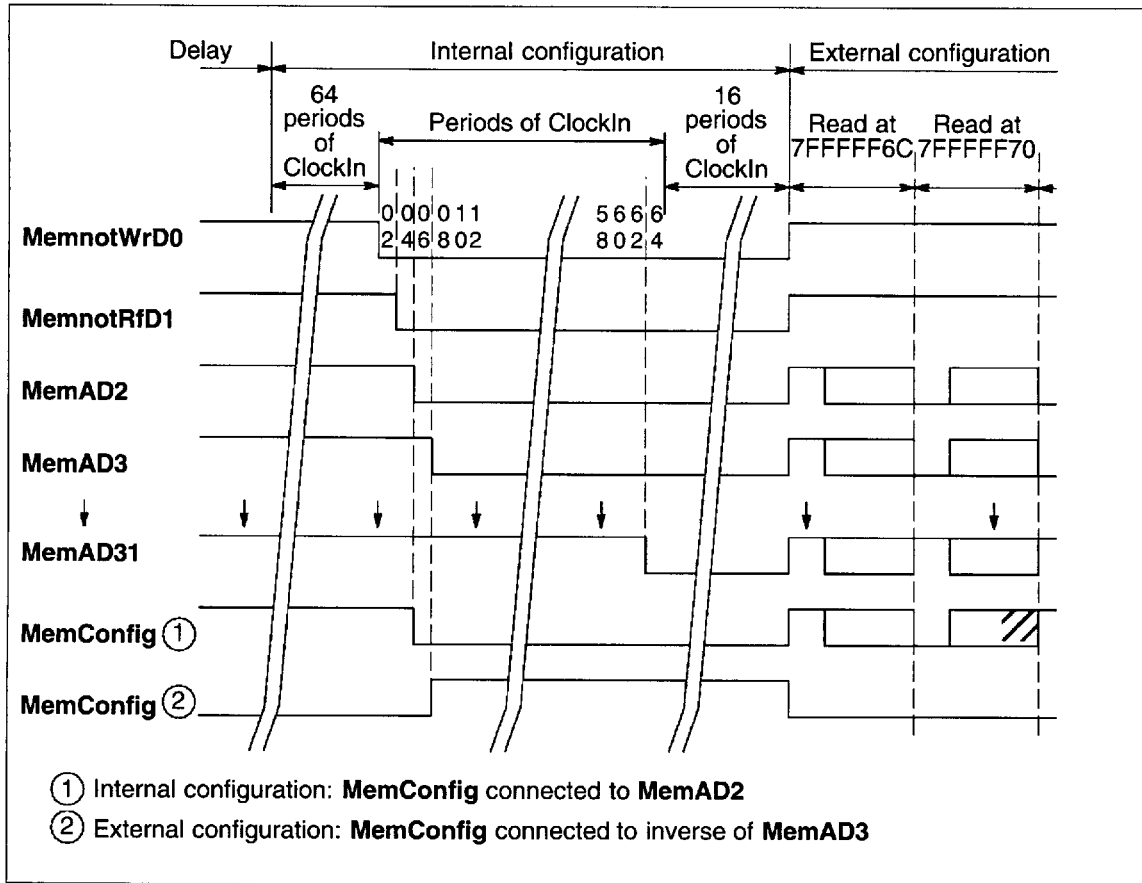 Delay
Internal configuration
External configuration
64
periods
of
ClockIn
Periods of ClockIn
16
periods
of
ClockIn
Read at
7FFFFF6C
Read at
7FFFFF70
0 0 0 0 1 1
2 4 6 8 0 2
5 6 6 6
8 0 2 4
MemnotWrD0
MemnotRfD1
MemAD2
MemAD3
MemAD31
MemConfig 1
MemConfig 2
1 Internal configuration: MemConfig connected to MemAD2
2 External configuration: MemConfig connected to inverse of MemAD3